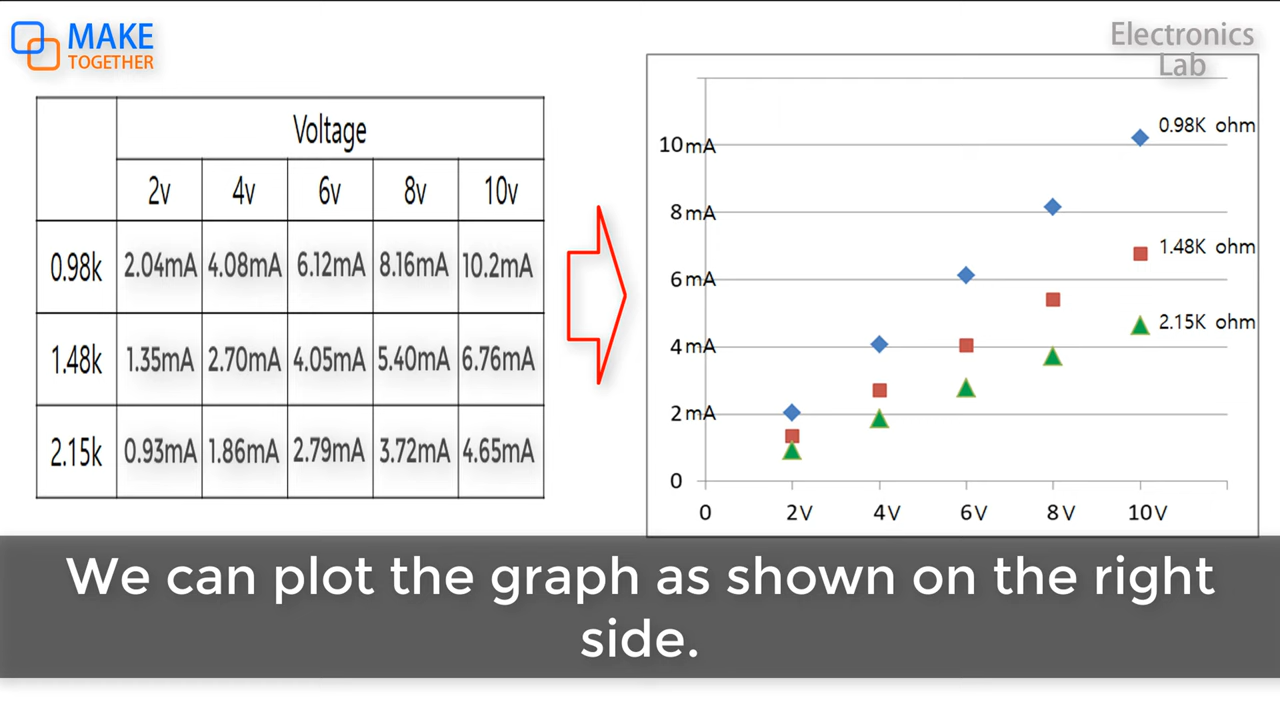 MAKE
TOGETHER
Electronics
Lab
Voltage
2v 4v 6v 8v 10v
0.98k 2.04mA 4.08mA 6.12mA 8.16mA 10.2mA
1.48k 1.35mA 2.70mA 4.05mA 5.40mA 6.76mA
2.15k 0.93mA 1.86mA 2.79mA 3.72mA 4.65mA
0.98K ohm
10mA
8mA
1.48K ohm
6mA
2.15K ohm
4mA
2mA
0
0 2V 4V 6V 8V 10V
We can plot the graph as shown on the right
side.